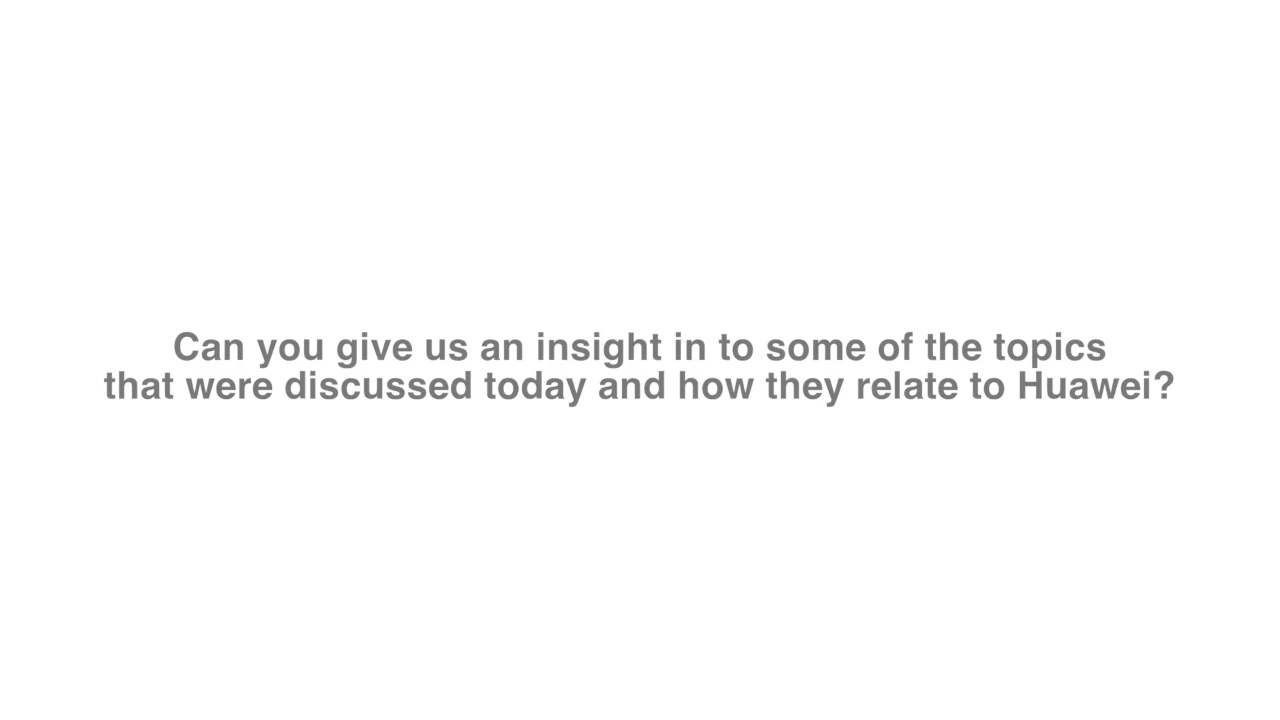 Can you give us an insight in to some of the topics
that were discussed today and how they relate to Huawei?